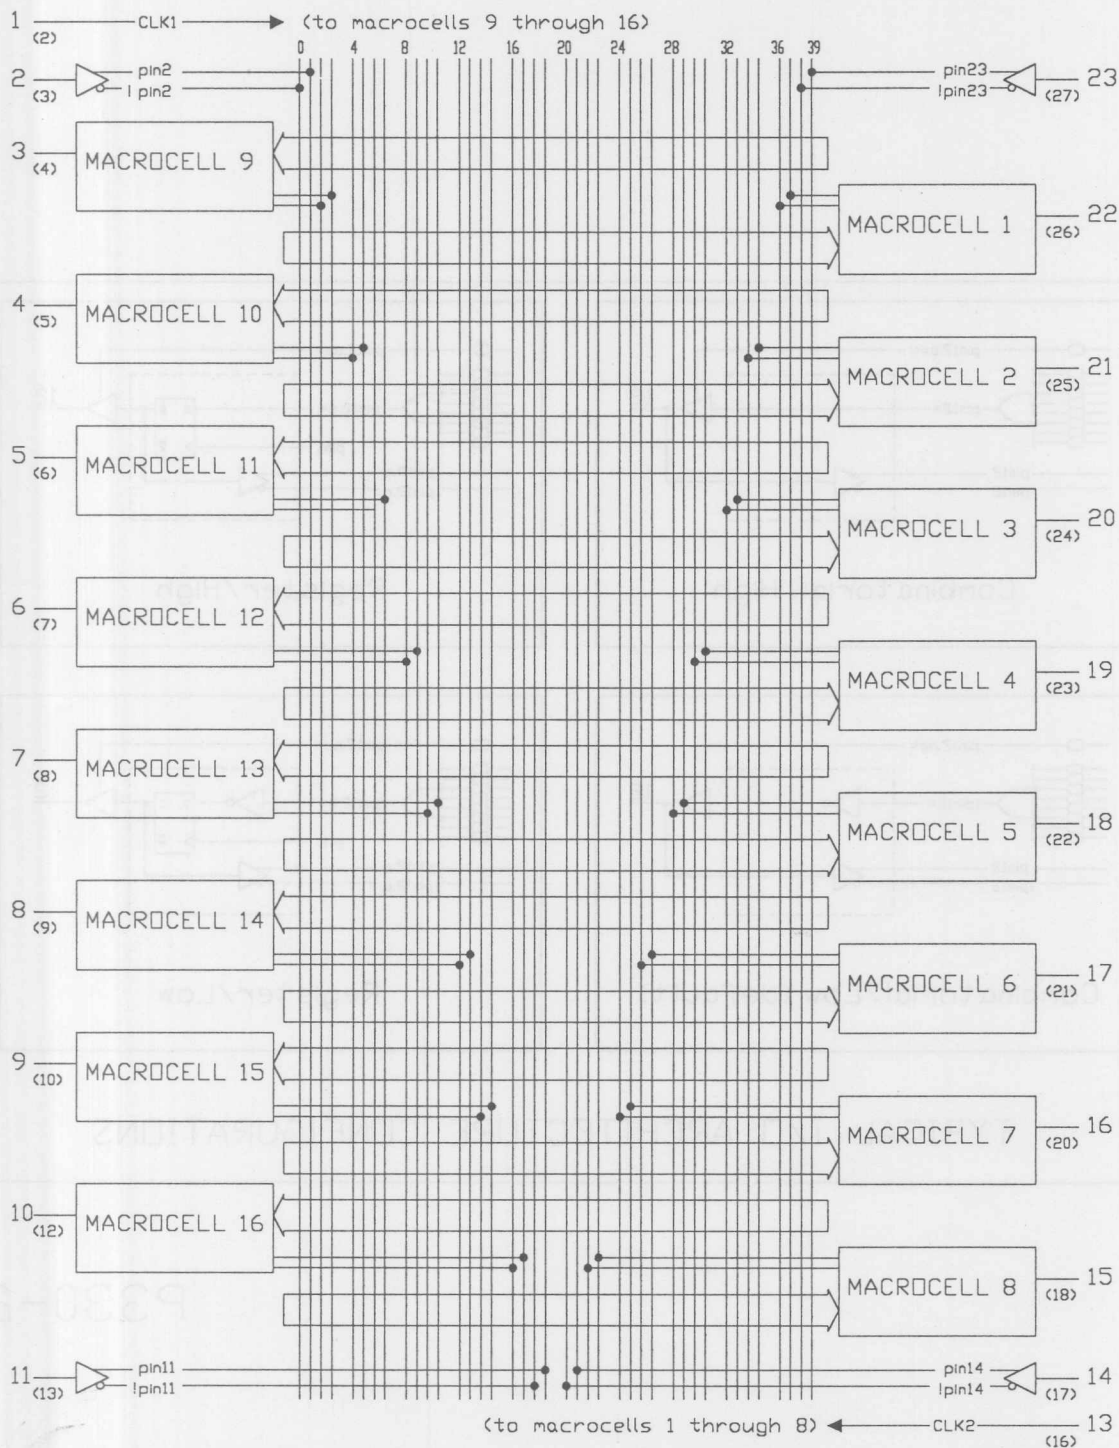 1 CLK1 (to macrocells 9 through 16)
(2)
0 4 8 12 16 20 24 28 32 36 39
2 pin2 pin23 23
(3) ! pin2 !pin23 (27)
3 MACROCELL 9
(4)
MACROCELL 1 22
(26)
4 MACROCELL 10
(5)
MACROCELL 2 21
(25)
5 MACROCELL 11
(6)
MACROCELL 3 20
(24)
6 MACROCELL 12
(7)
MACROCELL 4 19
(23)
7 MACROCELL 13
(8)
MACROCELL 5 18
(22)
8 MACROCELL 14
(9)
MACROCELL 6 17
(21)
9 MACROCELL 15
(10)
MACROCELL 7 16
(20)
10 MACROCELL 16
(12)
MACROCELL 8 15
(18)
11 pin11 pin14 14
(13) !pin11 !pin14 (17)
(to macrocells 1 through 8) CLK2 13
(16)